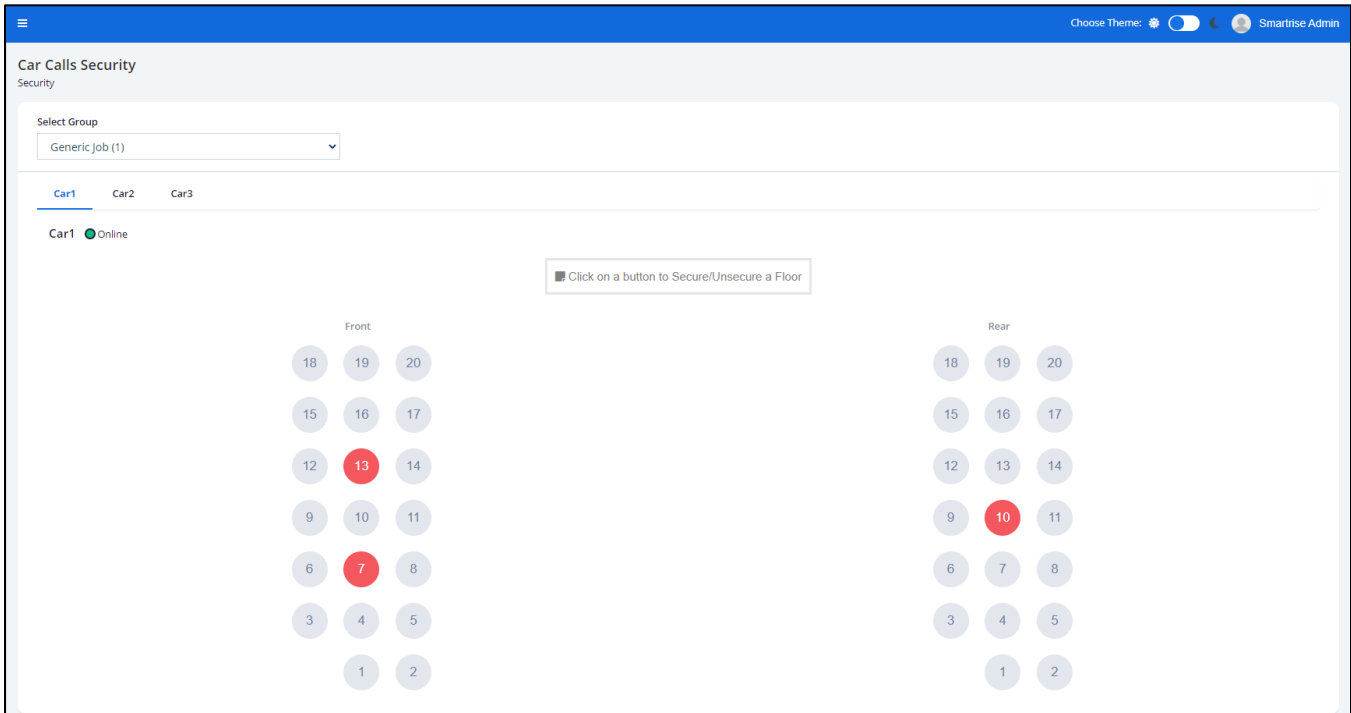 Choose Theme:
Smartrise Admin
Car Calls Security
Security
Select Group
Generic Job (1)
Car1 Car2 Car3
Car1 Online
Click on a button to Secure/Unsecure a Floor
Front
18 19 20
15 16 17
12 13 14
9 10 11
6 7 8
3 4 5
1 2
Rear
18 19 20
15 16 17
12 13 14
9 10 11
6 7 8
3 4 5
1 2